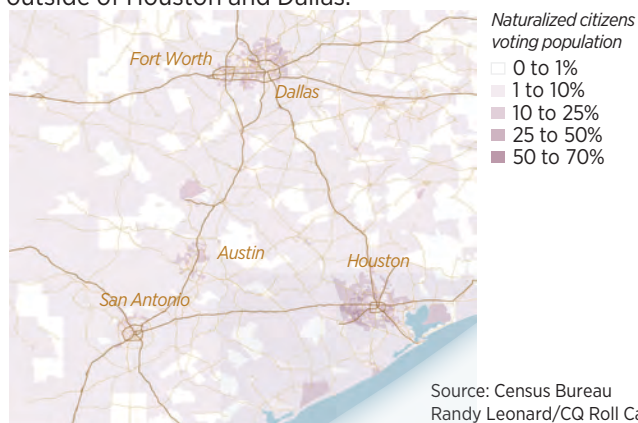 outside of Houston and Dallas.
Naturalized citizens
voting population
0 to 1%
1 to 10%
10 to 25%
25 to 50%
50 to 70%
Fort Worth
Dallas
Austin
Houston
San Antonio
Source: Census Bureau
Randy Leonard/CQ Roll Ca